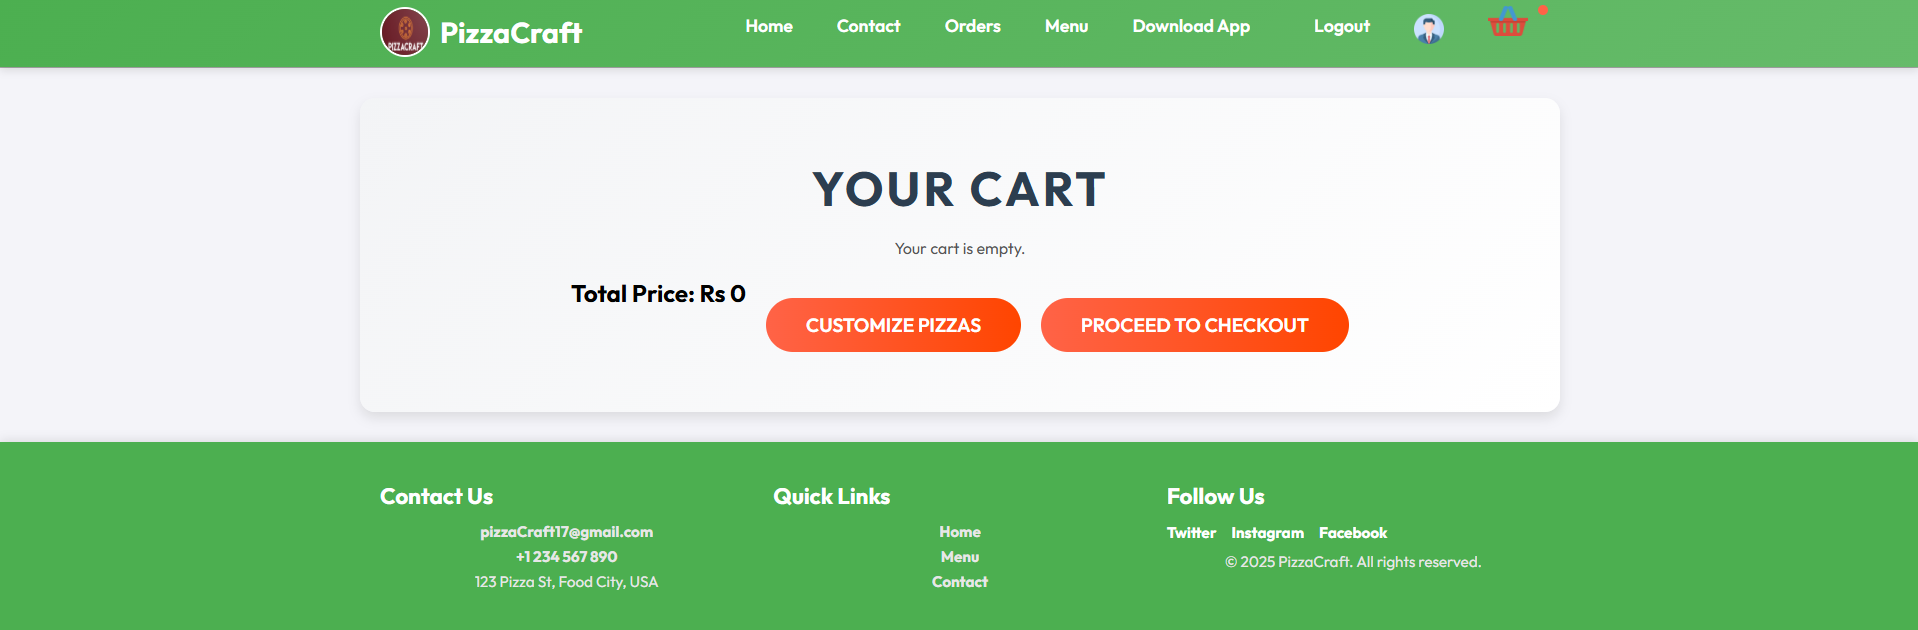 PIZZACRAFT
PizzaCraft
Home Contact Orders Menu Download App Logout
YOUR CART
Your cart is empty.
Total Price: Rs 0
CUSTOMIZE PIZZAS
PROCEED TO CHECKOUT
Contact Us
pizzaCraft17@gmail.com
+1 234 567 890
123 Pizza St, Food City, USA
Quick Links
Home
Menu
Contact
Follow Us
Twitter Instagram Facebook
© 2025 PizzaCraft. All rights reserved.